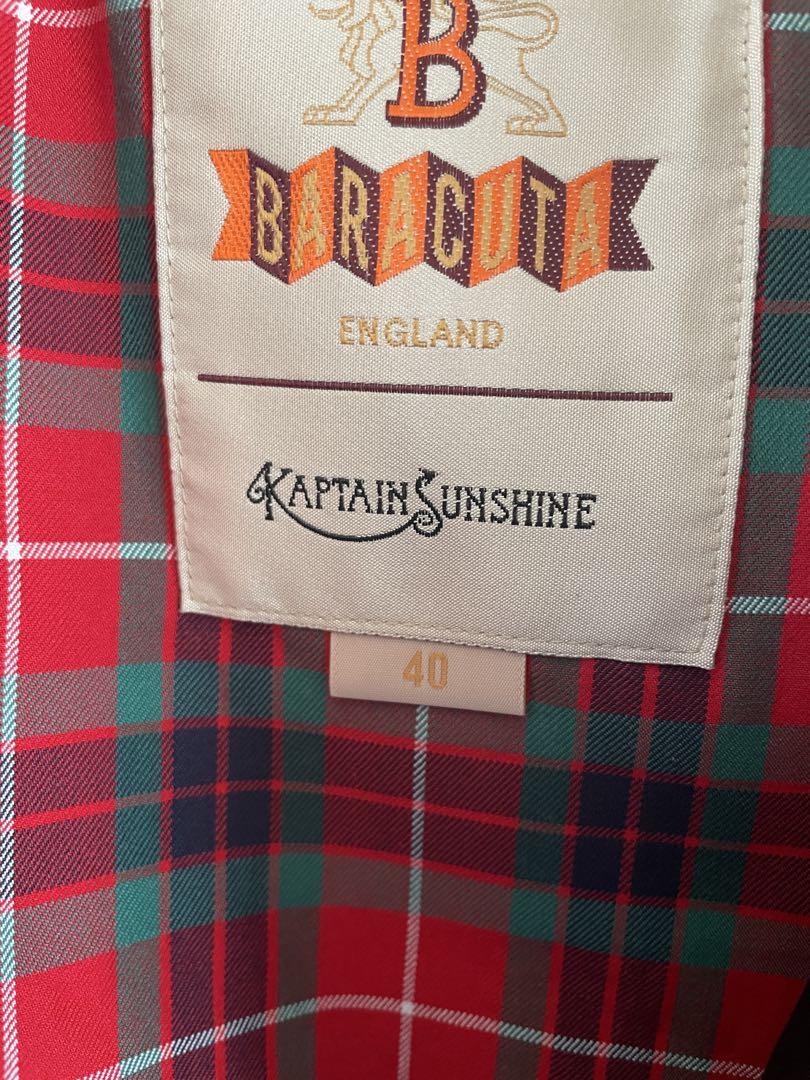 B
BARACUTA
ENGLAND
KAPTAIN SUNSHINE
40